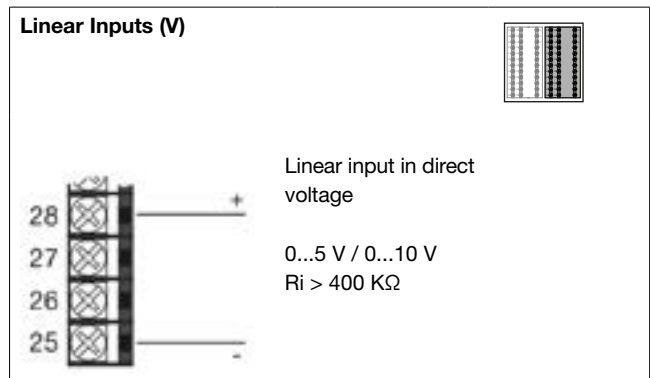 Linear Inputs (V)
Linear input in direct
voltage
0...5 V / 0...10 V
Ri > 400 KΩ
28 +
27
26
25 -